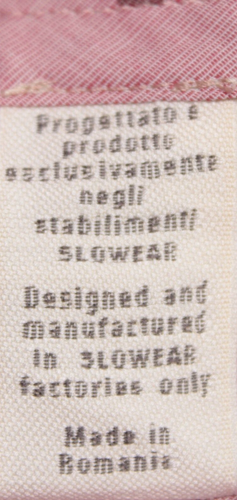 Progettato e
prodotto
esclusivamente
negli
stabilimenti
SLOWEAR
Designed and
manufactured
in SLOWEAR
factories only
Made in
Romania